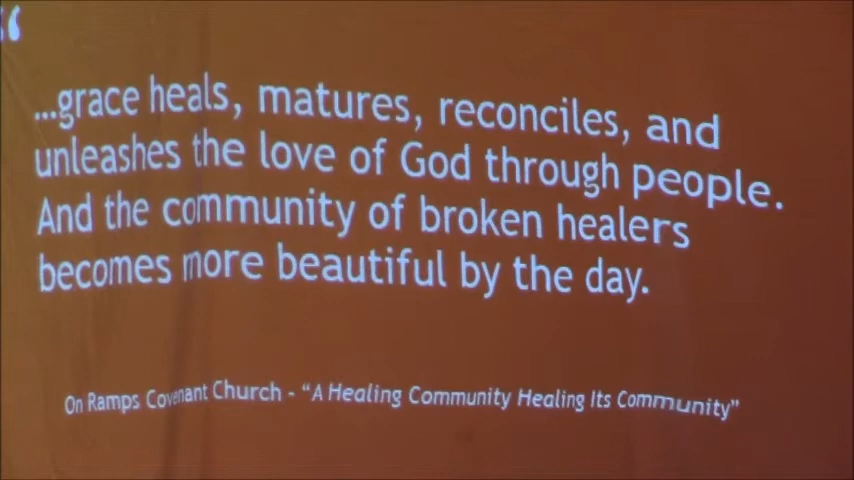 “
...grace heals, matures, reconciles, and
unleashes the love of God through people.
And the community of broken healers
becomes more beautiful by the day.
On Ramps Covenant Church - “A Healing Community Healing Its Community”